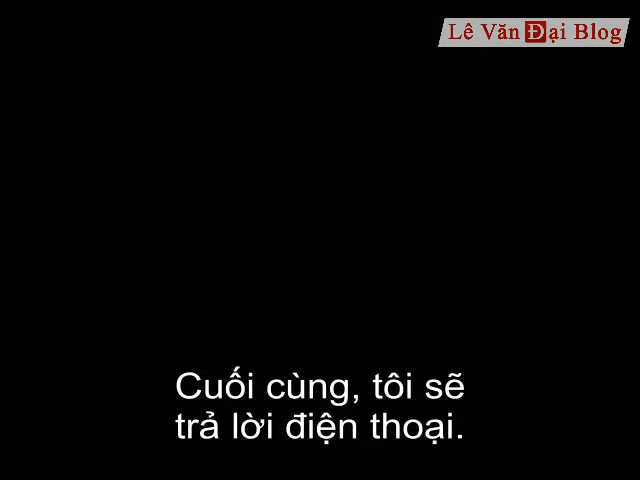 Lê Văn Đại Blog
Cuối cùng, tôi sẽ
trả lời điện thoại.